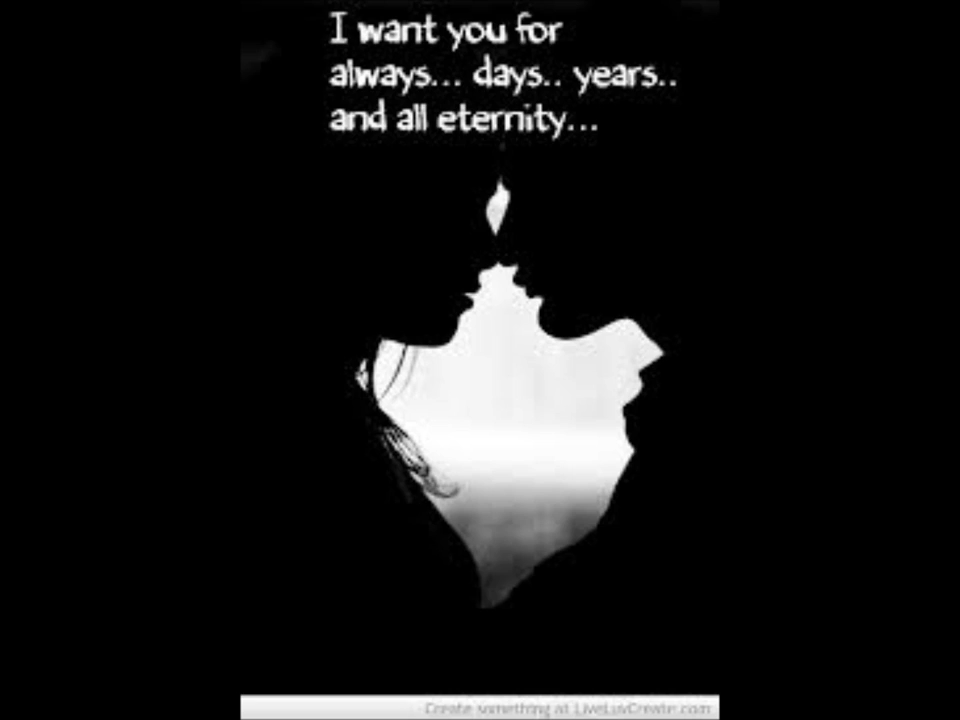 I want you for
always... days.. years..
and all eternity...
Create something at LiveLuvCreate.com